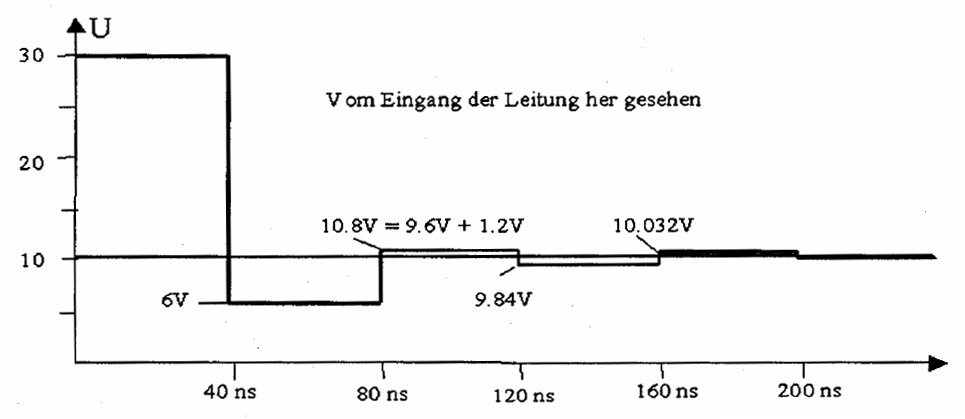 U
30
Vom Eingang der Leitung her gesehen
20
10.8V = 9.6V + 1.2V
10.032V
10
6V
9.84V
40 ns
80 ns
120 ns
160 ns
200 ns